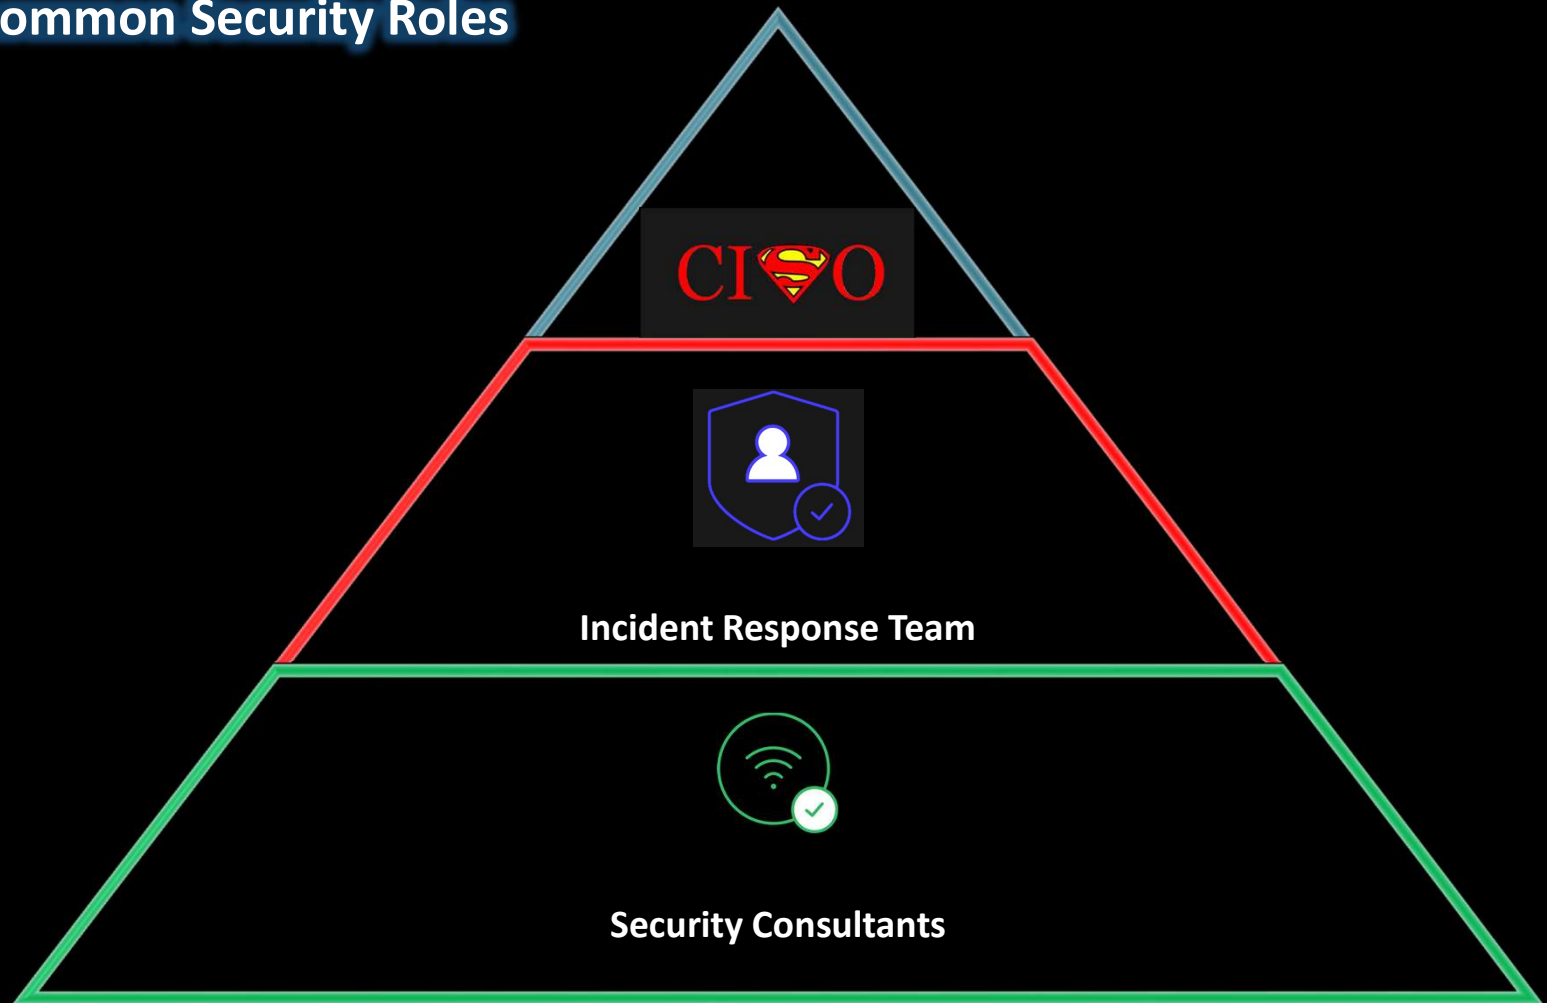 ommon Security Roles
CISO
Incident Response Team
Security Consultants